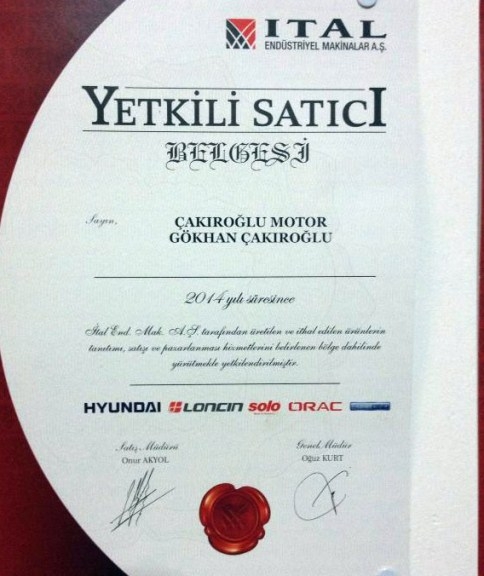 ITAL
ENDÜSTRİYEL MAKİNALAR A.Ş.
YETKİLİ SATICI
BELGESİ
Sayın,
ÇAKIROĞLU MOTOR
GÖKHAN ÇAKIROĞLU
2014 yılı süresince
İtal End. Mak. A.Ş. tarafından üretilen ve ithal edilen ürünlerin
tanıtımı, satışı ve pazarlanması hizmetlerini belirlenen bölge dahilinde
yürütmekle yetkilendirilmiştir.
HYUNDAI LONCIN solo ORAC
Satış Müdürü Genel Müdür
Onur AKYOL Oğuz KURT